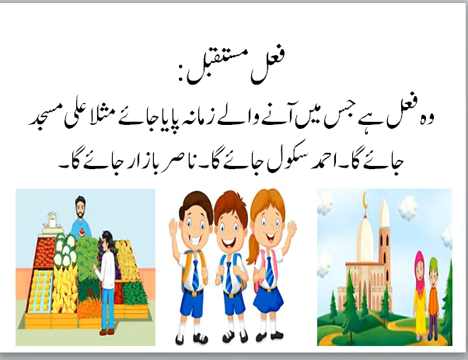 فعل مستقبل :
وہ فعل ہے جس میں آنے والے زمانہ پایا جائے مثلا علی مسجد
جائے گا۔ احمد سکول جائے گا۔ ناصر بازار جائے گا۔